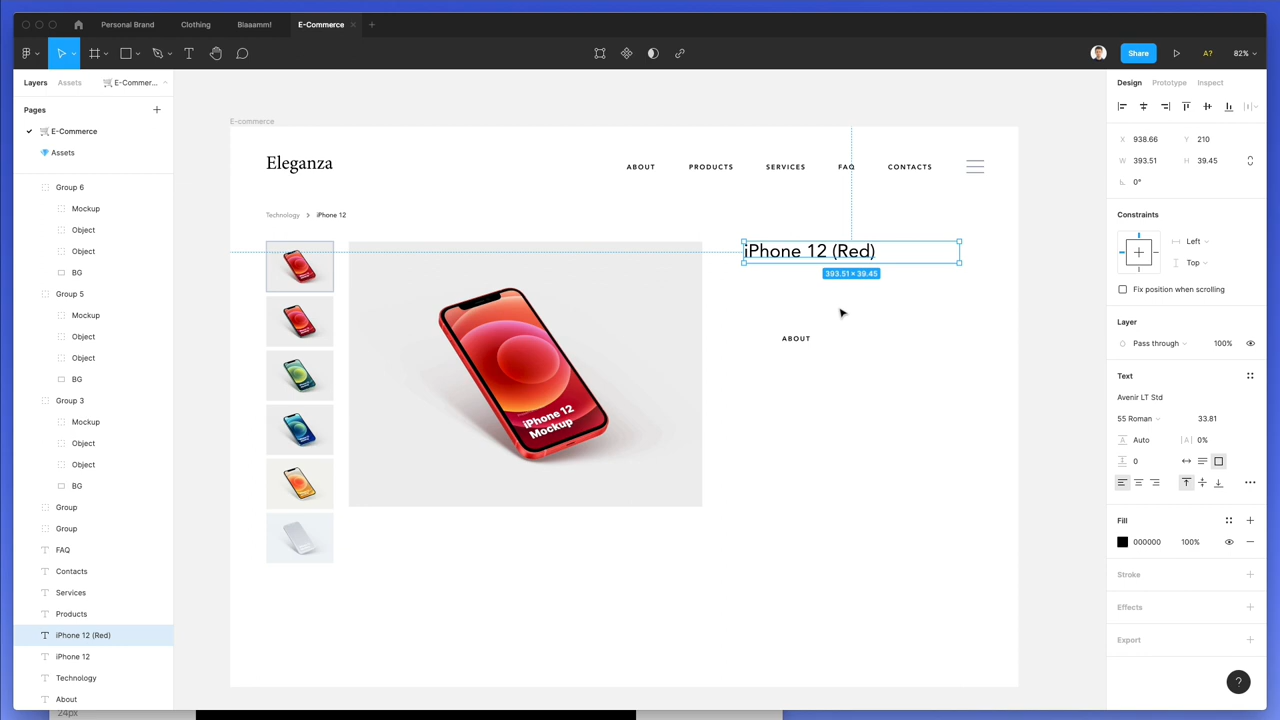 Personal Brand
Clothing
Blaaamm!
E-Commerce
Share
A?
82%
Layers
Assets
E-Commer...
Pages
E-Commerce
Assets
Group 6
Mockup
Object
Object
BG
Group 5
Mockup
Object
Object
BG
Group 3
Mockup
Object
Object
BG
Group
Group
FAQ
Contacts
Services
Products
iPhone 12 (Red)
iPhone 12
Technology
About
E-commerce
Eleganza
ABOUT
PRODUCTS
SERVICES
FAQ
CONTACTS
Technology > iPhone 12
iPhone 12
Mockup
iPhone 12 (Red)
393.51 × 39.45
ABOUT
Design
Prototype
Inspect
X 938.66
Y 210
W 393.51
H 39.45
0°
Constraints
Left
Top
Fix position when scrolling
Layer
Pass through
100%
Text
Avenir LT Std
55 Roman
33.81
Auto
0%
0
Fill
000000
100%
Stroke
Effects
Export
?
24px